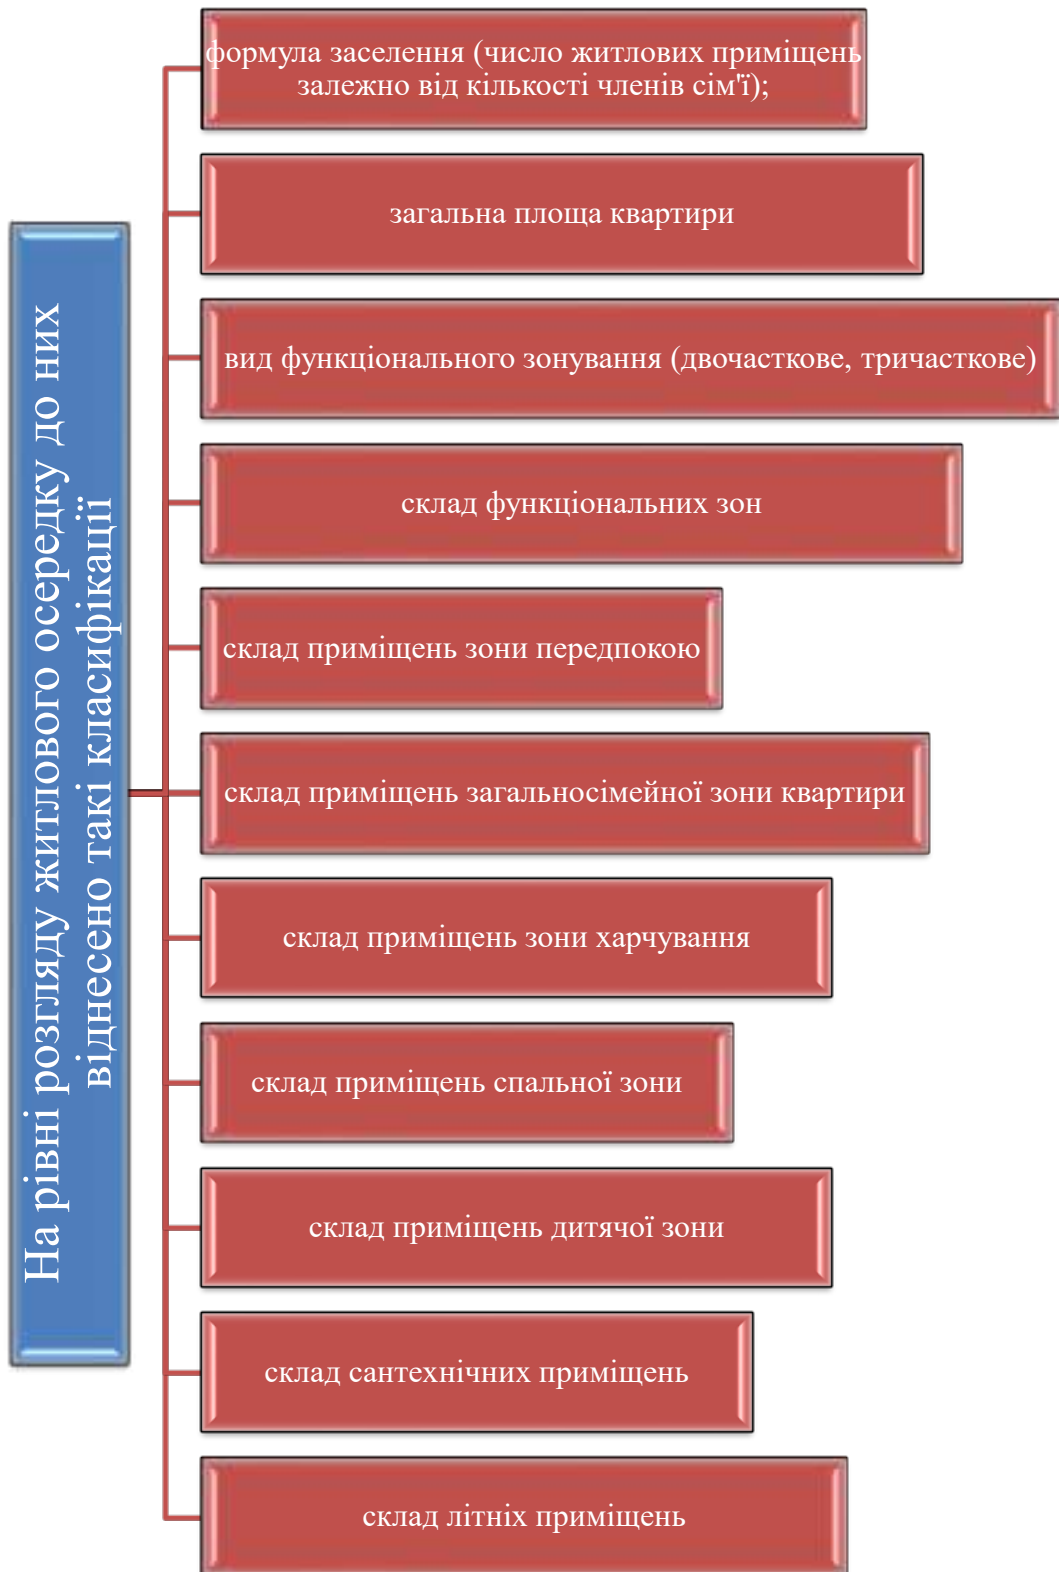 На рівні розгляду житлового осередку до них
віднесено такі класифікації
формула заселення (число житлових приміщень
залежно від кількості членів сім'ї);
загальна площа квартири
вид функціонального зонування (двочасткове, тричасткове)
склад функціональних зон
склад приміщень зони передпокою
склад приміщень загальносімейної зони квартири
склад приміщень зони харчування
склад приміщень спальної зони
склад приміщень дитячої зони
склад сантехнічних приміщень
склад літніх приміщень